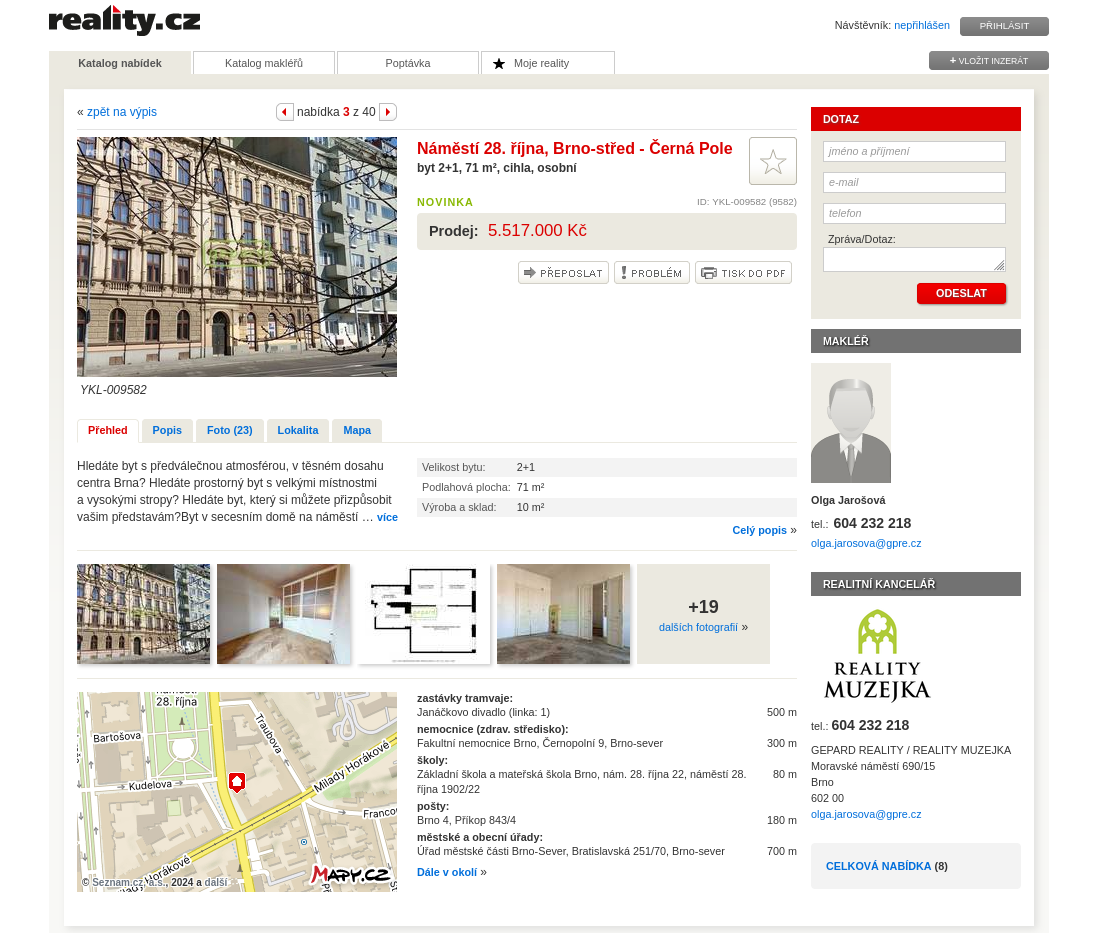 reality.cz
Návštěvník: nepřihlášen
PŘIHLÁSIT
Katalog nabídek
Katalog makléřů
Poptávka
Moje reality
+ VLOŽIT INZERÁT
« zpět na výpis
nabídka 3 z 40
YKL-009582
Náměstí 28. října, Brno-střed - Černá Pole
byt 2+1, 71 m², cihla, osobní
NOVINKA
ID: YKL-009582 (9582)
Prodej: 5.517.000 Kč
PŘEPOSLAT
PROBLÉM
TISK DO PDF
Přehled
Popis
Foto (23)
Lokalita
Mapa
Hledáte byt s předválečnou atmosférou, v těsném dosahu
centra Brna? Hledáte prostorný byt s velkými místnostmi
a vysokými stropy? Hledáte byt, který si můžete přizpůsobit
vašim představám?Byt v secesním domě na náměstí … více
Velikost bytu: 2+1
Podlahová plocha: 71 m²
Výroba a sklad: 10 m²
Celý popis »
+19
dalších fotografií »
náměstí
28. října
Bartošova
Traubova
Kudelova
Milady Horákové
Franco
Milady Horákové
Mapy.cz
© Seznam.cz, a.s., 2024 a další
zastávky tramvaje:
Janáčkovo divadlo (linka: 1) 500 m
nemocnice (zdrav. středisko):
Fakultní nemocnice Brno, Černopolní 9, Brno-sever 300 m
školy:
Základní škola a mateřská škola Brno, nám. 28. října 22, náměstí 28. 80 m
října 1902/22
pošty:
Brno 4, Příkop 843/4 180 m
městské a obecní úřady:
Úřad městské části Brno-Sever, Bratislavská 251/70, Brno-sever 700 m
Dále v okolí »
DOTAZ
jméno a příjmení
e-mail
telefon
Zpráva/Dotaz:
ODESLAT
MAKLÉŘ
Olga Jarošová
tel.: 604 232 218
olga.jarosova@gpre.cz
REALITNÍ KANCELÁŘ
REALITY
MUZEJKA
tel.: 604 232 218
GEPARD REALITY / REALITY MUZEJKA
Moravské náměstí 690/15
Brno
602 00
olga.jarosova@gpre.cz
CELKOVÁ NABÍDKA (8)